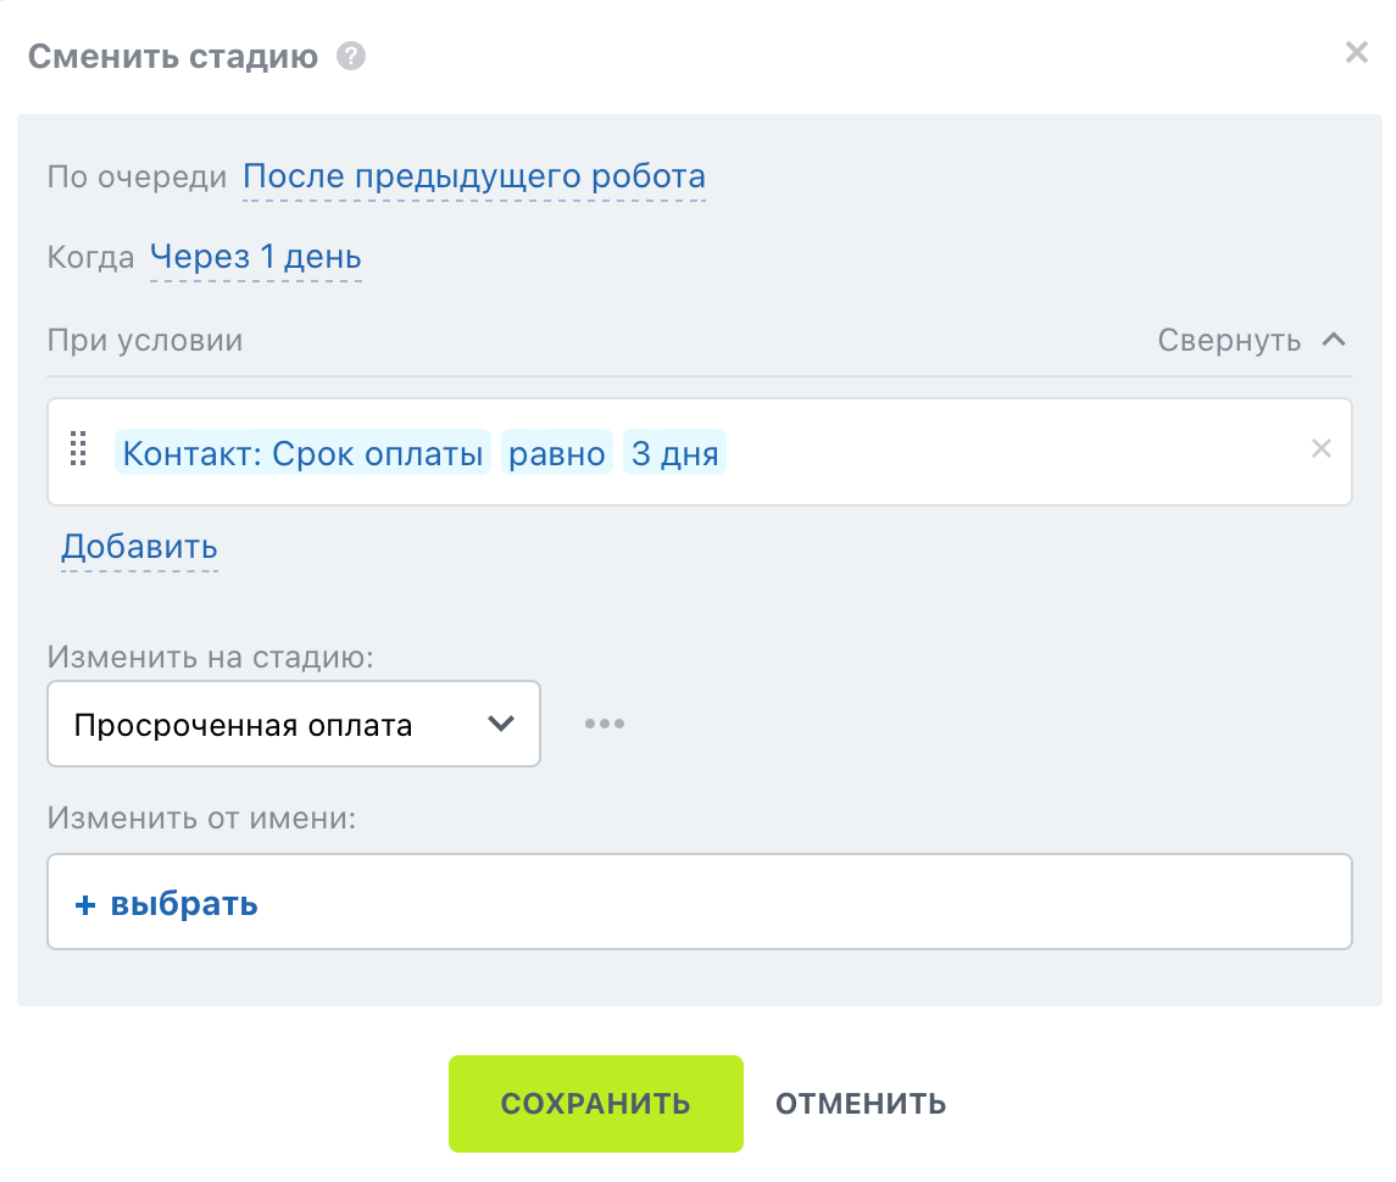 Сменить стадию ?
По очереди После предыдущего робота
Когда Через 1 день
При условии Свернуть
Контакт: Срок оплаты равно 3 дня
Добавить
Изменить на стадию:
Просроченная оплата
Изменить от имени:
+ выбрать
СОХРАНИТЬ ОТМЕНИТЬ